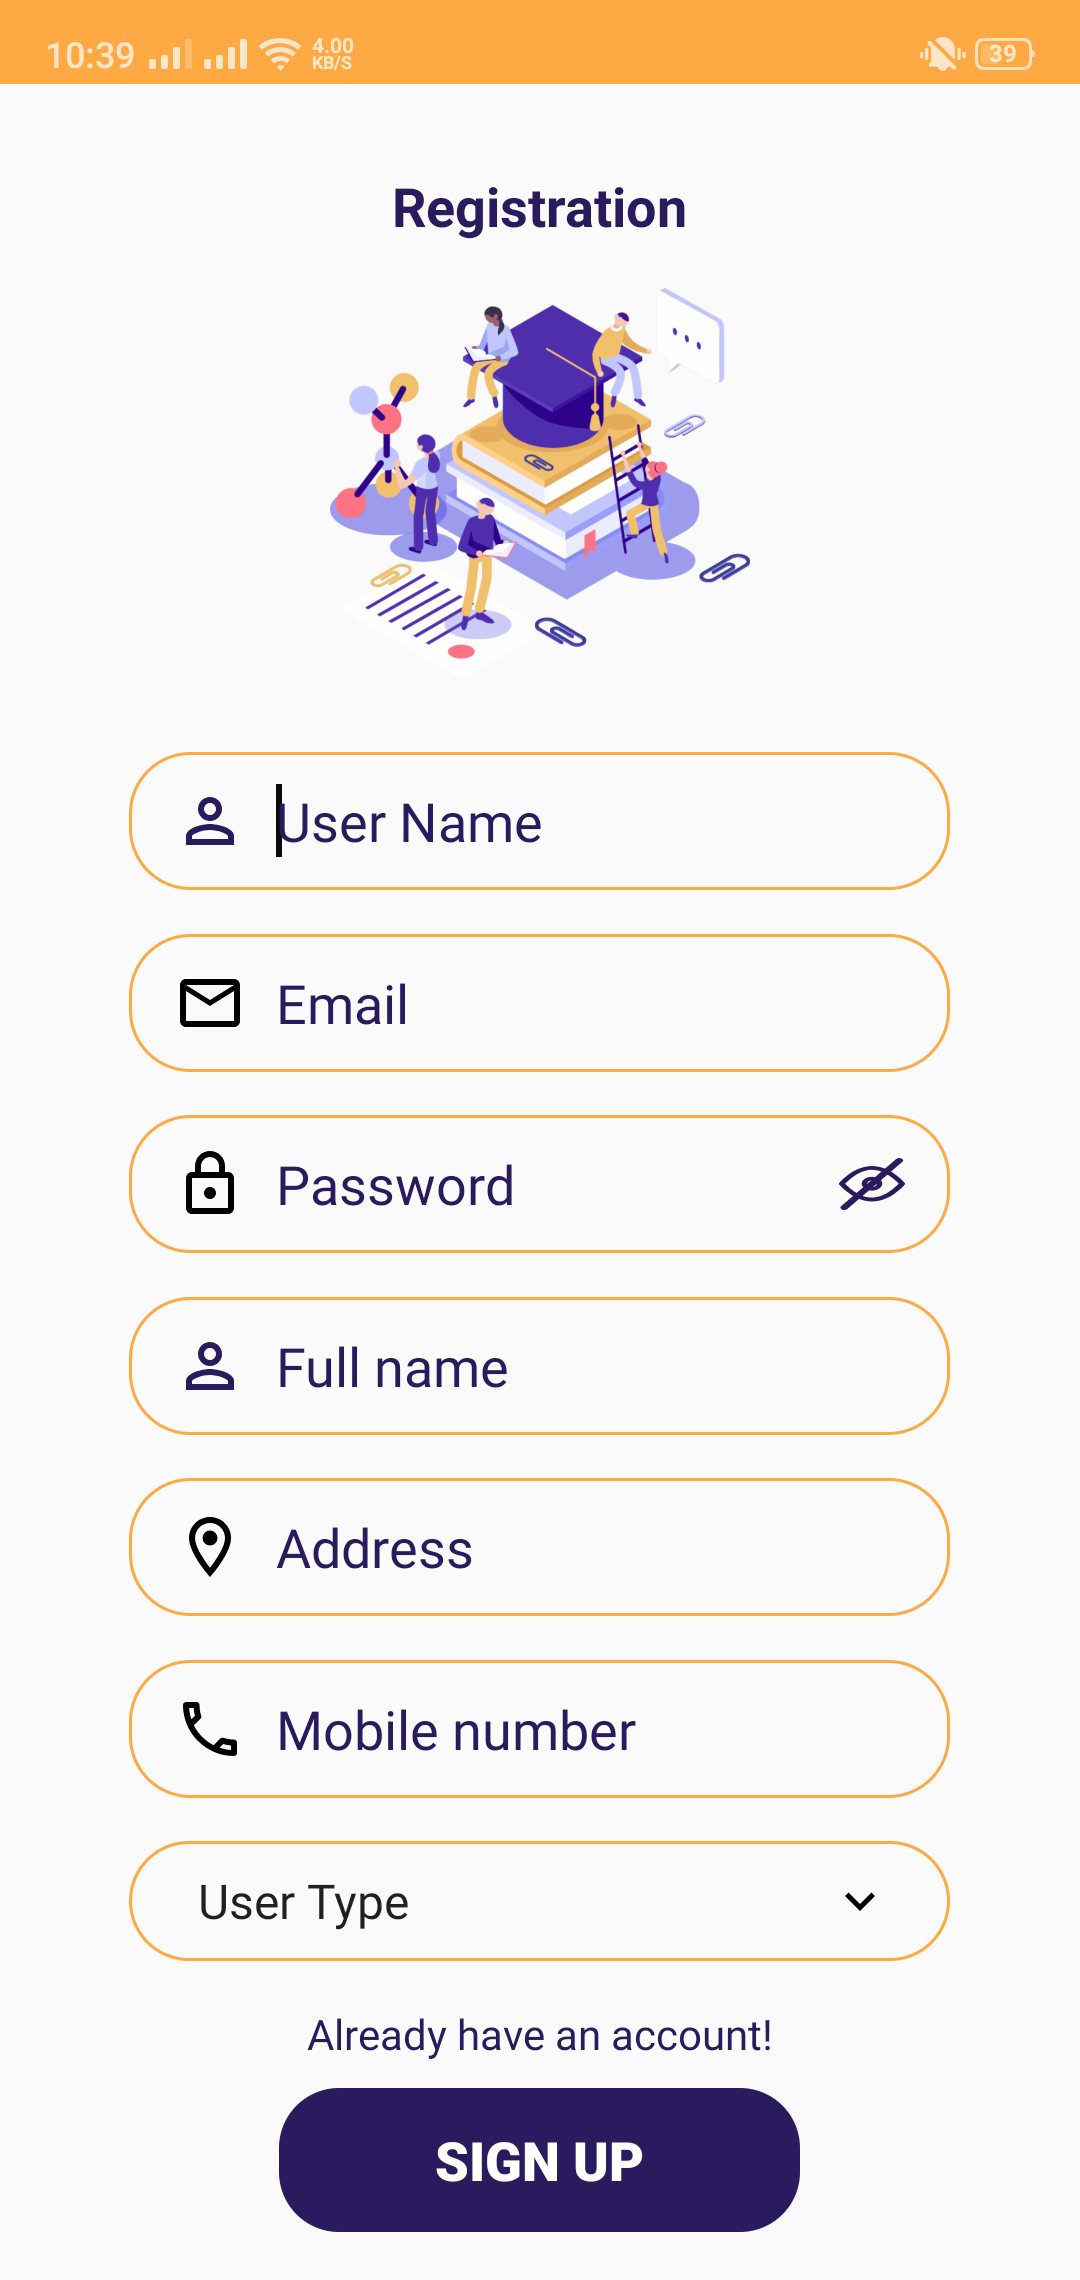 10:39 4.00 KB/S 39
Registration
User Name
Email
Password
Full name
Address
Mobile number
User Type
Already have an account!
SIGN UP